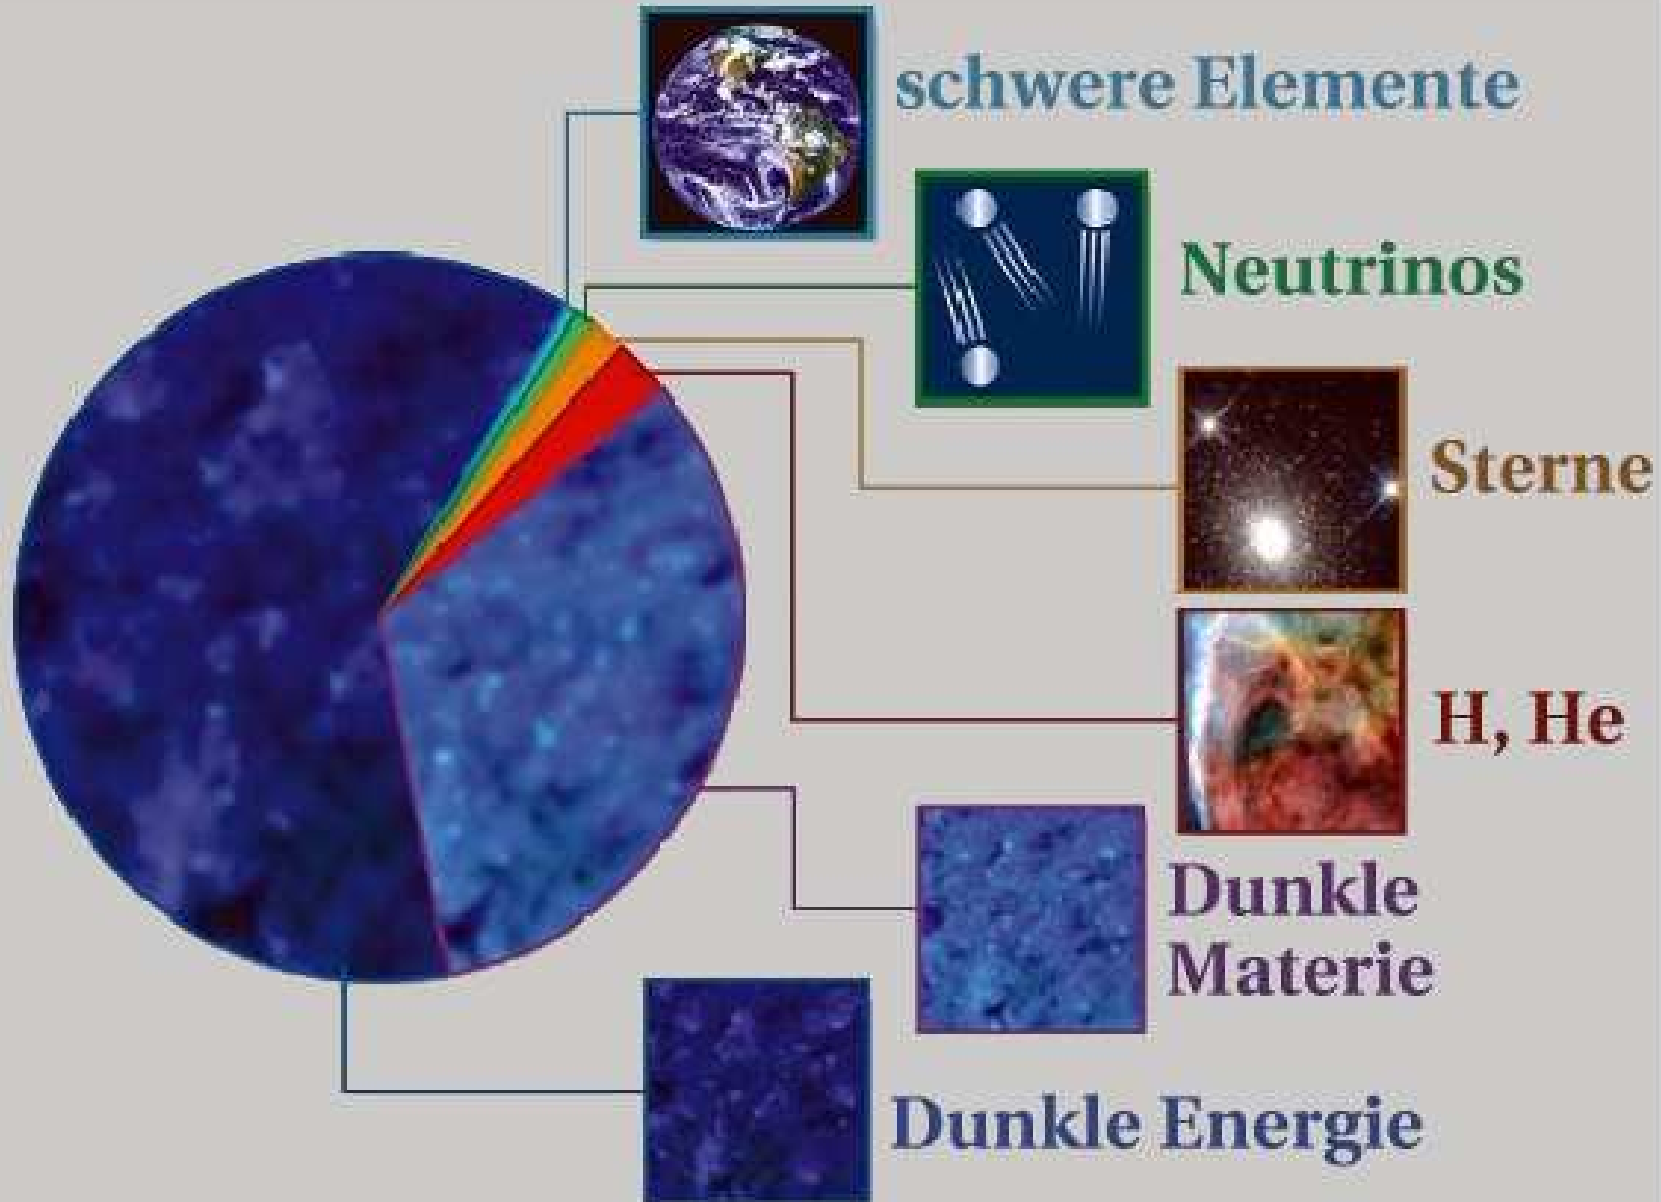 schwere Elemente
Neutrinos
Sterne
H, He
Dunkle
Materie
Dunkle Energie